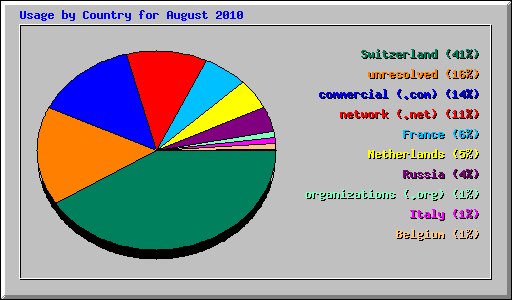 Usage by Country for August 2010
Switzerland (41%)
unresolved (16%)
commercial (.com) (14%)
network (.net) (11%)
France (6%)
Netherlands (5%)
Russia (4%)
organizations (.org) (1%)
Italy (1%)
Belgium (1%)